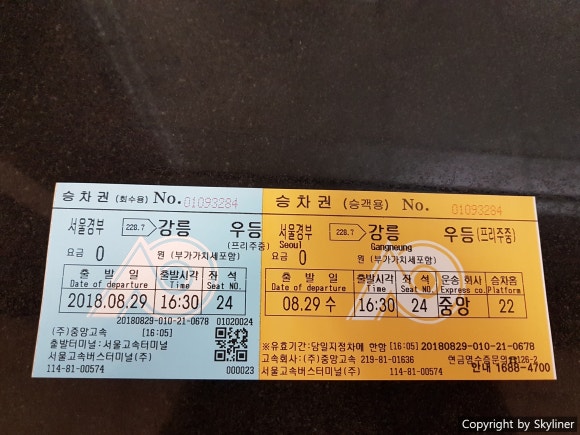 승 차 권 (회수용) No. 01093284
서울경부 228.7 강릉 우등
(프리주중)
요금 0 원 (부가가치세포함)
출 발 일 출발시각 좌 석
Date of departure Time Seat NO.
2018.08.29 16:30 24
20180829-010-21-0678 01020024
(주)중앙고속 [16:05]
출발터미널: 서울고속터미널
서울고속버스터미널(주)
114-81-00574 000023
승 차 권 (승객용) No. 01093284
서울경부 228.7 강릉 우등(프리주중)
Seoul Gangneung
요금 0 원 (부가가치세포함)
출 발 일 출발시각 좌 석 운송 회사 승차홈
Date of departure Time Seat NO. Express co. Platform
08.29 수 16:30 24 중앙 22
※유효기간: 당일지정차에 한함 [16:05] 20180829-010-21-0678
고속회사: (주)중앙고속 219-81-01636
서울고속버스터미널(주) 114-81-00574 안내 1688-4700
Copyright by Skyliner